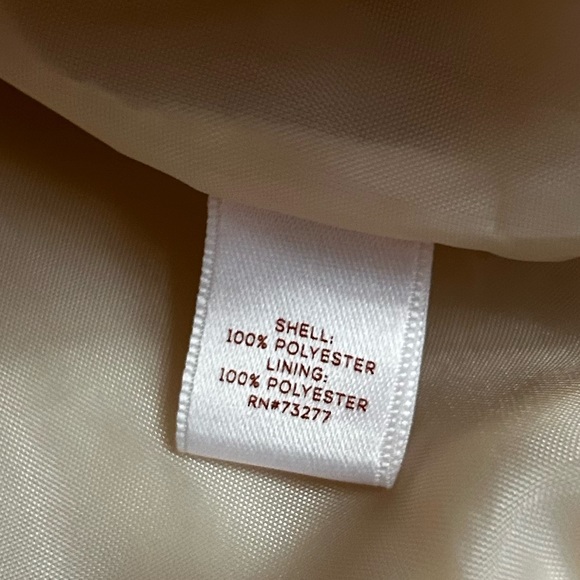 SHELL:
100% POLYESTER
LINING:
100% POLYESTER
RN#73277